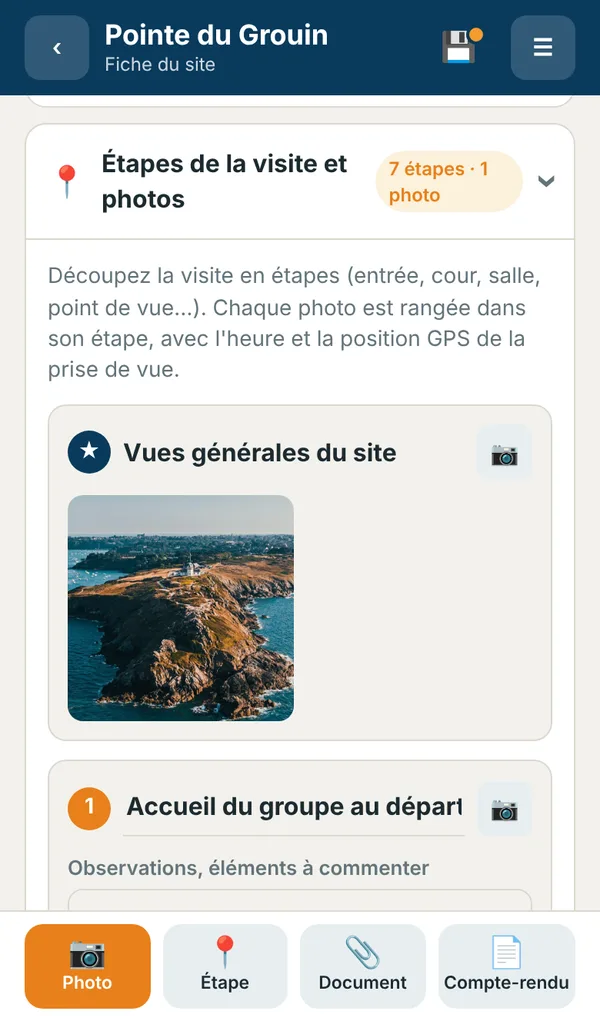 Pointe du Grouin
Fiche du site
Étapes de la visite et
photos
7 étapes · 1
photo
Découpez la visite en étapes (entrée, cour, salle,
point de vue...). Chaque photo est rangée dans
son étape, avec l'heure et la position GPS de la
prise de vue.
Vues générales du site
1
Accueil du groupe au départ
Observations, éléments à commenter
Photo
Étape
Document
Compte-rendu